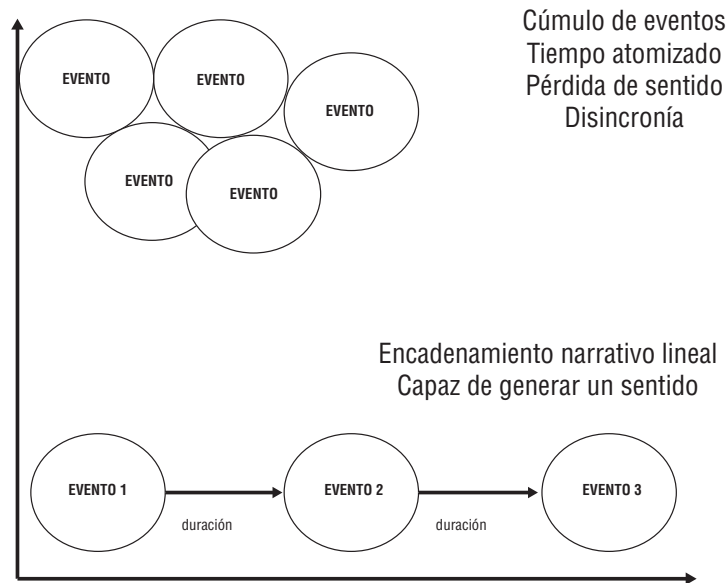 Cúmulo de eventos
Tiempo atomizado
Pérdida de sentido
Disincronía
EVENTO
EVENTO
EVENTO
EVENTO
EVENTO
Encadenamiento narrativo lineal
Capaz de generar un sentido
EVENTO 1
EVENTO 2
EVENTO 3
duración
duración